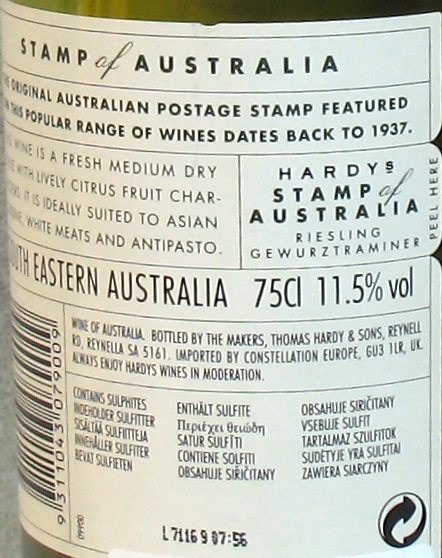 STAMP of AUSTRALIA
ORIGINAL AUSTRALIAN POSTAGE STAMP FEATURED
THIS POPULAR RANGE OF WINES DATES BACK TO 1937.
WINE IS A FRESH MEDIUM DRY
WITH LIVELY CITRUS FRUIT CHAR-
IT IS IDEALLY SUITED TO ASIAN
WHITE MEATS AND ANTIPASTO.
HARDYS
STAMP of
AUSTRALIA
RIESLING
GEWURZTRAMINER
PEEL HERE
EASTERN AUSTRALIA 75Cl 11.5% vol
WINE OF AUSTRALIA. BOTTLED BY THE MAKERS, THOMAS HARDY & SONS, REYNELL
RD, REYNELLA SA 5161. IMPORTED BY CONSTELLATION EUROPE, GU3 1LR, UK.
ALWAYS ENJOY HARDYS WINES IN MODERATION.
CONTAINS SULPHITES
INDEHOLDER SULFITTER
SISÄLTÄÄ SULFIITTEJA
INNEHÅLLER SULFITER
BEVAT SULFIETEN
ENTHÄLT SULFITE
Περιέχει θειώδη
SATUR SULFĪTI
CONTIENE SOLFITI
OBSAHUJE SIŘIČITANY
OBSAHUJE SIRIČITANY
VSEBUJE SULFIT
TARTALMAZ SZULFITOK
SUDĖTYJE YRA SULFITAI
ZAWIERA SIARCZYNY
9 311043 079009
L7116 9 07:56